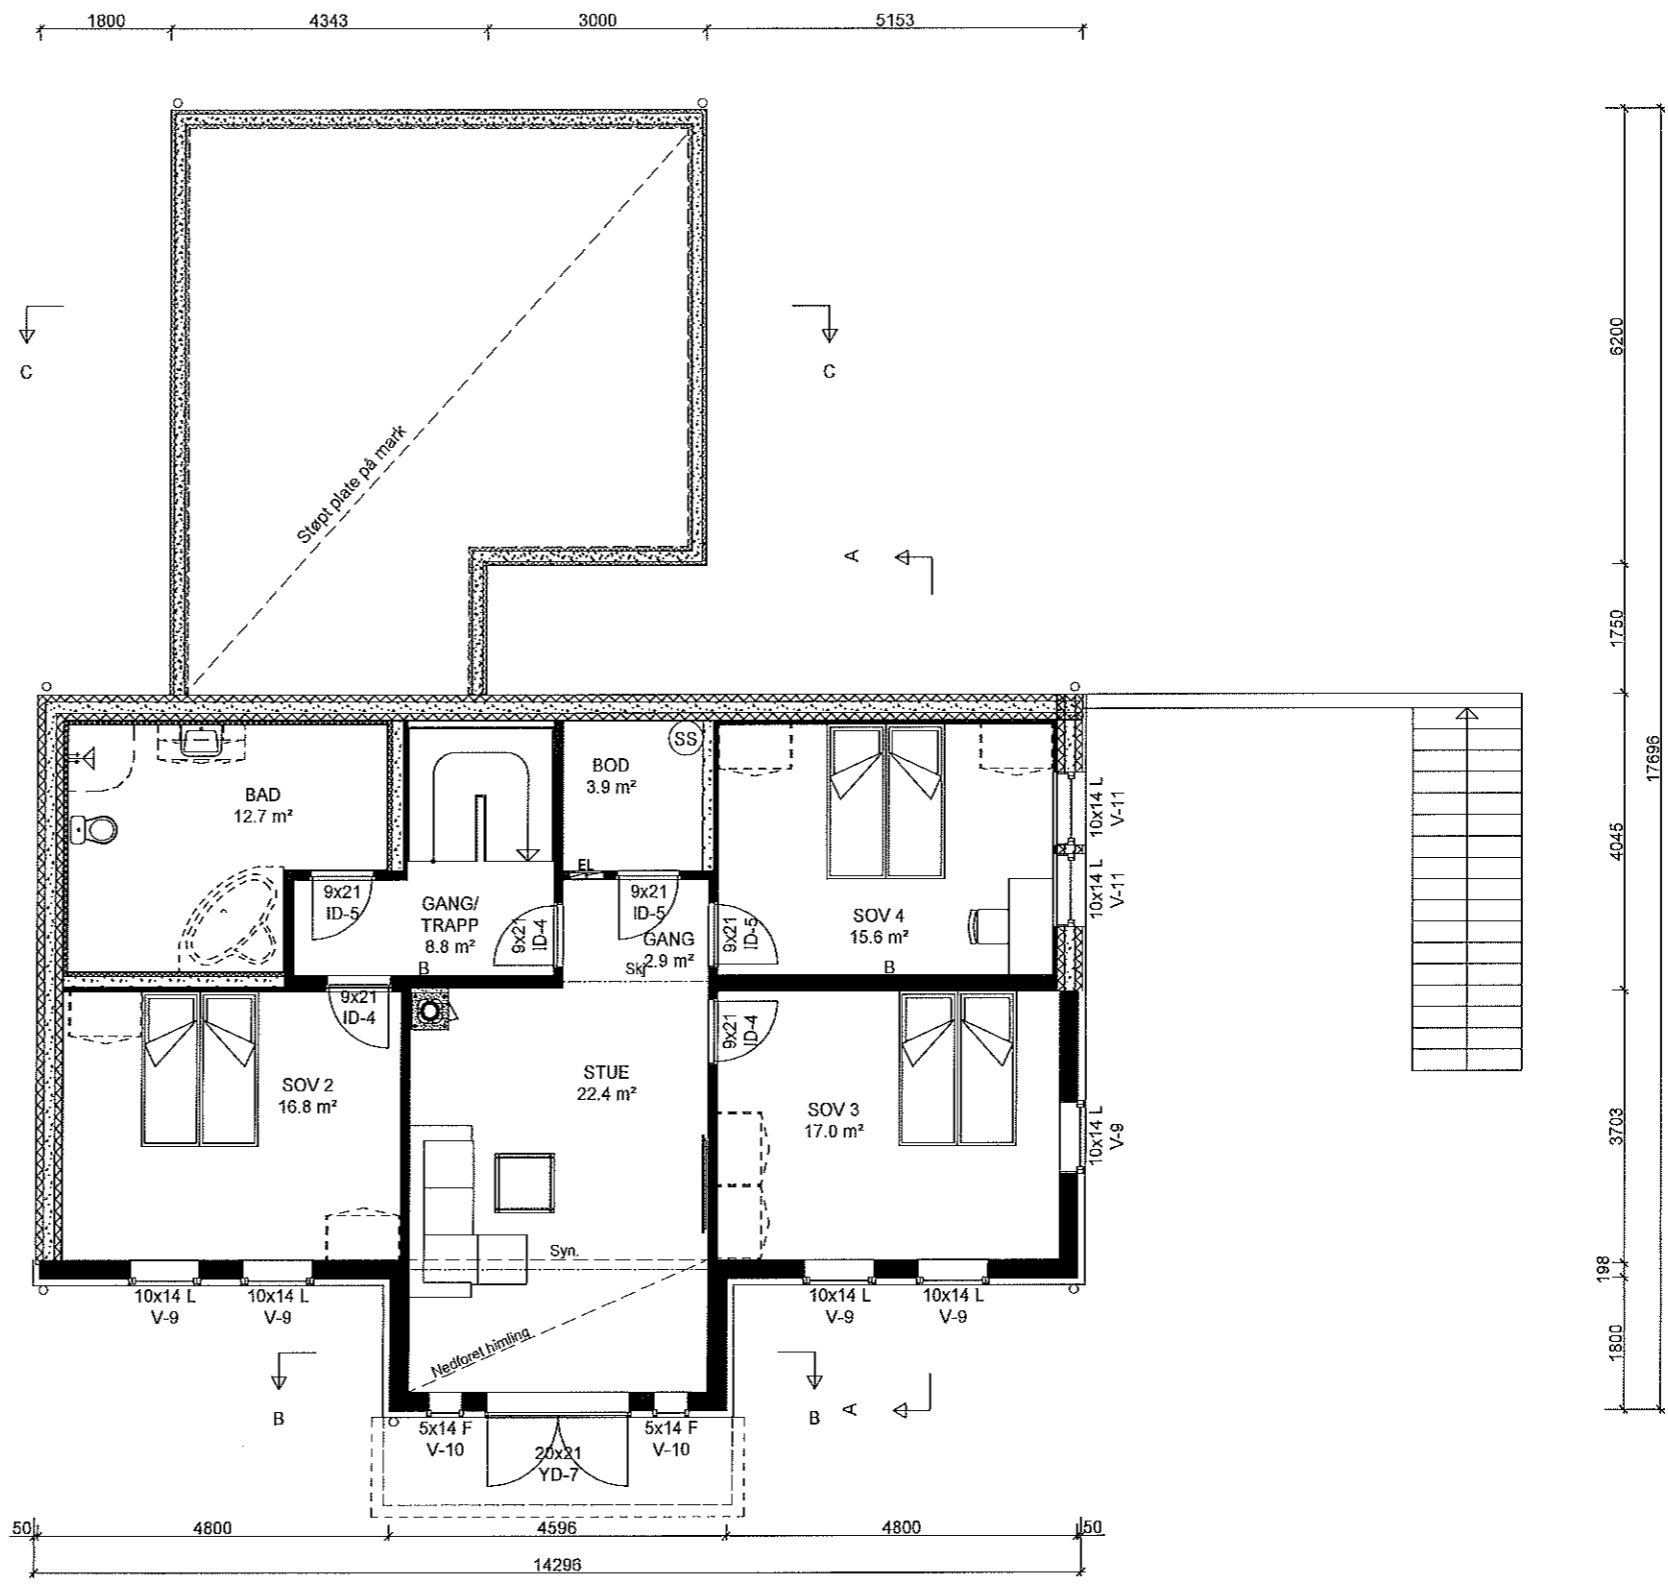 1800 4343 3000 5153
C C
6200
Støpt plate på mark
A
1750
17696
SS
BOD
3.9 m²
BAD
12.7 m²
10x14 L
V-11
4045
EL
10x14 L
V-11
9x21
ID-5
GANG/
TRAPP
8.8 m²
9x21
ID-4
9x21
ID-5
GANG
2.9 m²
9x21
ID-5
SOV 4
15.6 m²
B
Skj
B
9x21
ID-4
9x21
ID-4
STUE
22.4 m²
SOV 2
16.8 m²
SOV 3
17.0 m²
10x14 L
V-9
3703
Syn.
198
10x14 L
V-9
10x14 L
V-9
10x14 L
V-9
10x14 L
V-9
Nedforet himling
1800
B B A
5x14 F
V-10
20x21
YD-7
5x14 F
V-10
50 4800 4596 4800 50
14296